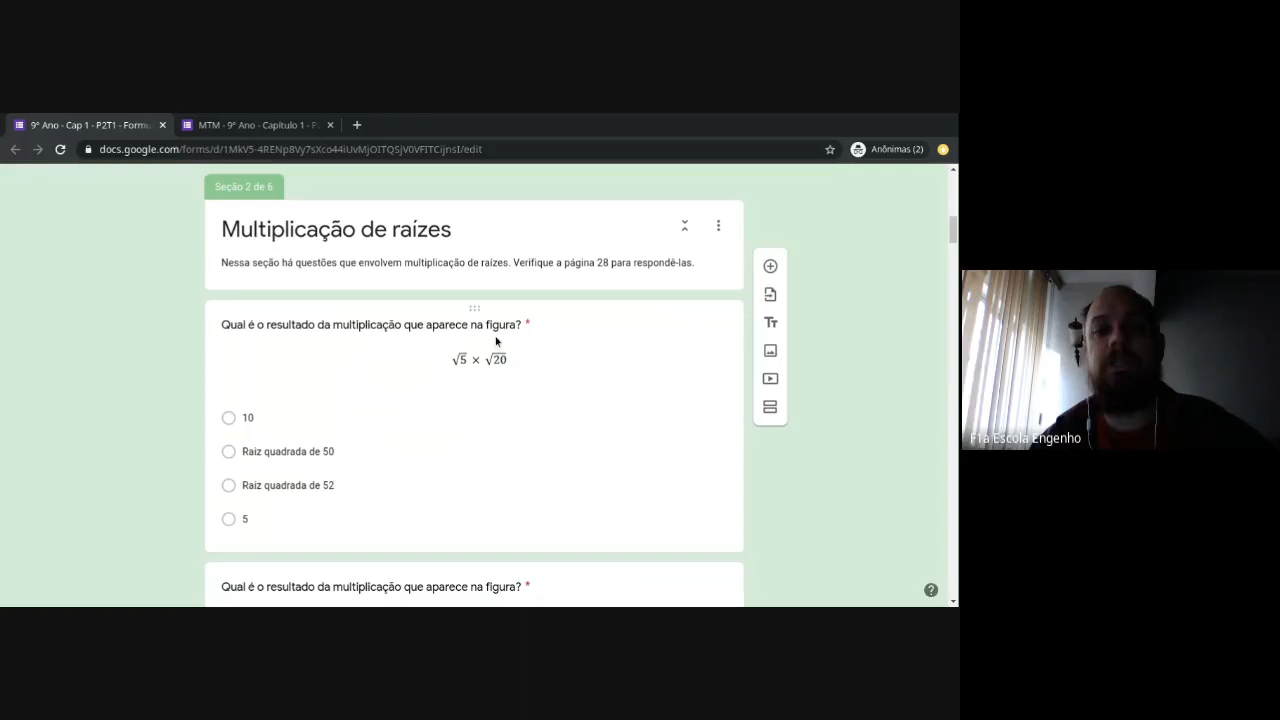 9º Ano - Cap 1 - P2T1 - Formu
MTM - 9º Ano - Capítulo 1 - P
docs.google.com/forms/d/1MkV5-4RENp8Vy7sXco44iUvMjOITQSjV0VFITCijnsI/edit
Anônimas (2)
Seção 2 de 6
Multiplicação de raízes
Nessa seção há questões que envolvem multiplicação de raízes. Verifique a página 28 para respondê-las.
Qual é o resultado da multiplicação que aparece na figura? *
√5 × √20
10
Raiz quadrada de 50
Raiz quadrada de 52
5
Qual é o resultado da multiplicação que aparece na figura? *
Tт
F1a Escola Engenho